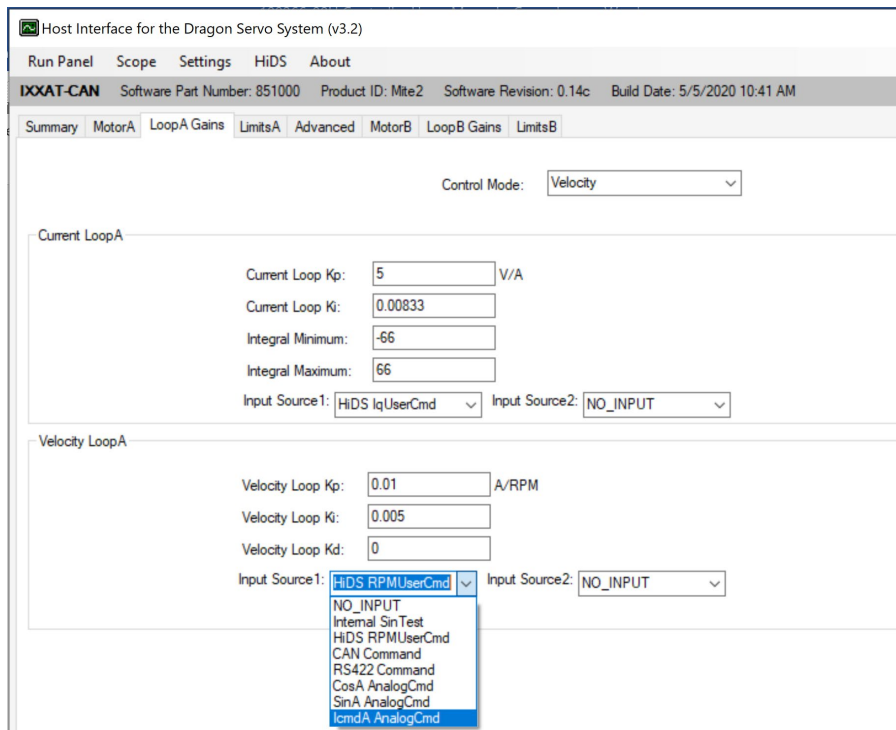 Host Interface for the Dragon Servo System (v3.2)
Run Panel Scope Settings HiDS About
IXXAT-CAN Software Part Number: 851000 Product ID: Mite2 Software Revision: 0.14c Build Date: 5/5/2020 10:41 AM
Summary MotorA LoopA Gains LimitsA Advanced MotorB LoopB Gains LimitsB
Control Mode: Velocity
Current LoopA
Current Loop Kp: 5 V/A
Current Loop Ki: 0.00833
Integral Minimum: -66
Integral Maximum: 66
Input Source1: HiDS IqUserCmd Input Source2: NO_INPUT
Velocity LoopA
Velocity Loop Kp: 0.01 A/RPM
Velocity Loop Ki: 0.005
Velocity Loop Kd: 0
Input Source1: HiDS RPMUserCmd Input Source2: NO_INPUT
NO_INPUT
Internal SinTest
HiDS RPMUserCmd
CAN Command
RS422 Command
CosA AnalogCmd
SinA AnalogCmd
IcmdA AnalogCmd